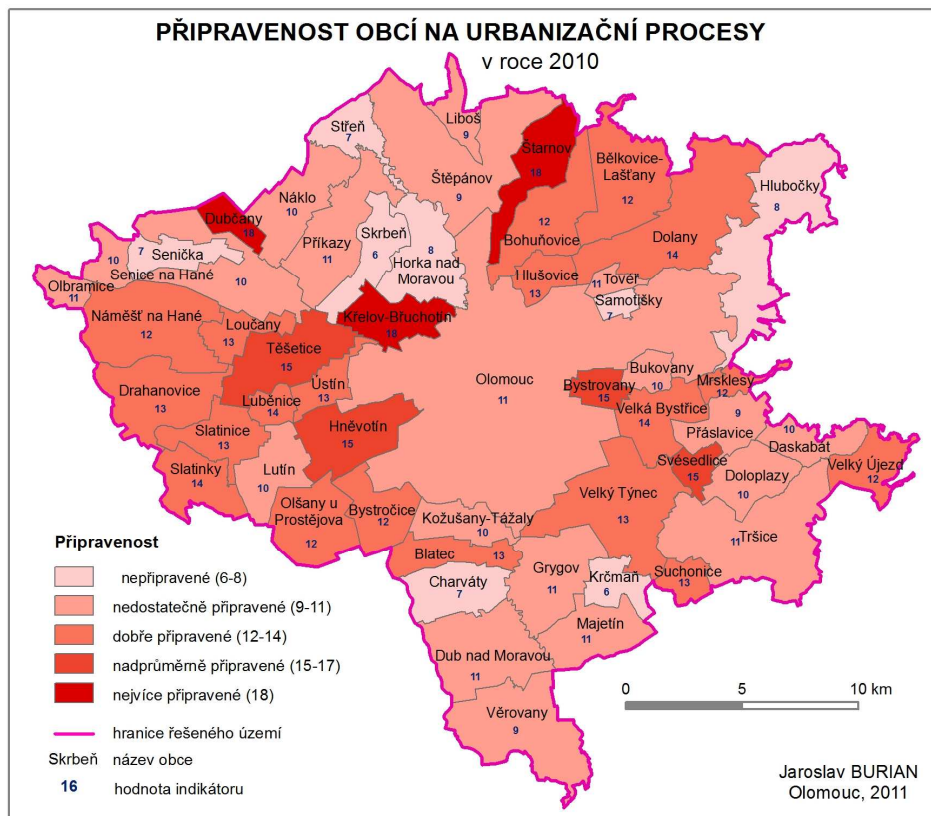 PŘIPRAVENOST OBCÍ NA URBANIZAČNÍ PROCESY
v roce 2010
Liboš
9
Střeň
7
Štarnov
18
Bělkovice-
Lašťany
12
Štěpánov
9
Hlubočky
8
Náklo
10
Dubčany
18
Skrbeň
6
Příkazy
11
8
Horka nad
Moravou
12
Bohuňovice
Dolany
14
7
Senička
10
Senice na Hané
10
Hlušovice
13
Tovéř
11
Samotišky
7
Olbramice
11
Náměšť na Hané
12
Loučany
13
Křelov-Břuchotín
18
Těšetice
15
Olomouc
11
Bukovany
10
Bystrovany
15
Mrsklesy
12
Drahanovice
13
Ústín
13
Luběnice
14
Velká Bystřice
14
9
Přáslavice
10
Daskabát
Slatinice
13
Hněvotín
15
Svésedlice
15
Doloplazy
10
Velký Újezd
12
Slatinky
14
Lutín
10
Olšany u
Prostějova
12
Bystročice
12
Kožušany-Tážaly
10
Velký Týnec
13
Tršice
11
Blatec
13
Charváty
7
Grygov
11
Krčmaň
6
Suchonice
13
Majetín
11
Dub nad Moravou
11
Věrovany
9
Připravenost
nepřipravené (6-8)
nedostatečně připravené (9-11)
dobře připravené (12-14)
nadprůměrně připravené (15-17)
nejvíce připravené (18)
hranice řešeného území
Skrbeň název obce
16 hodnota indikátoru
0 5 10 km
Jaroslav BURIAN
Olomouc, 2011